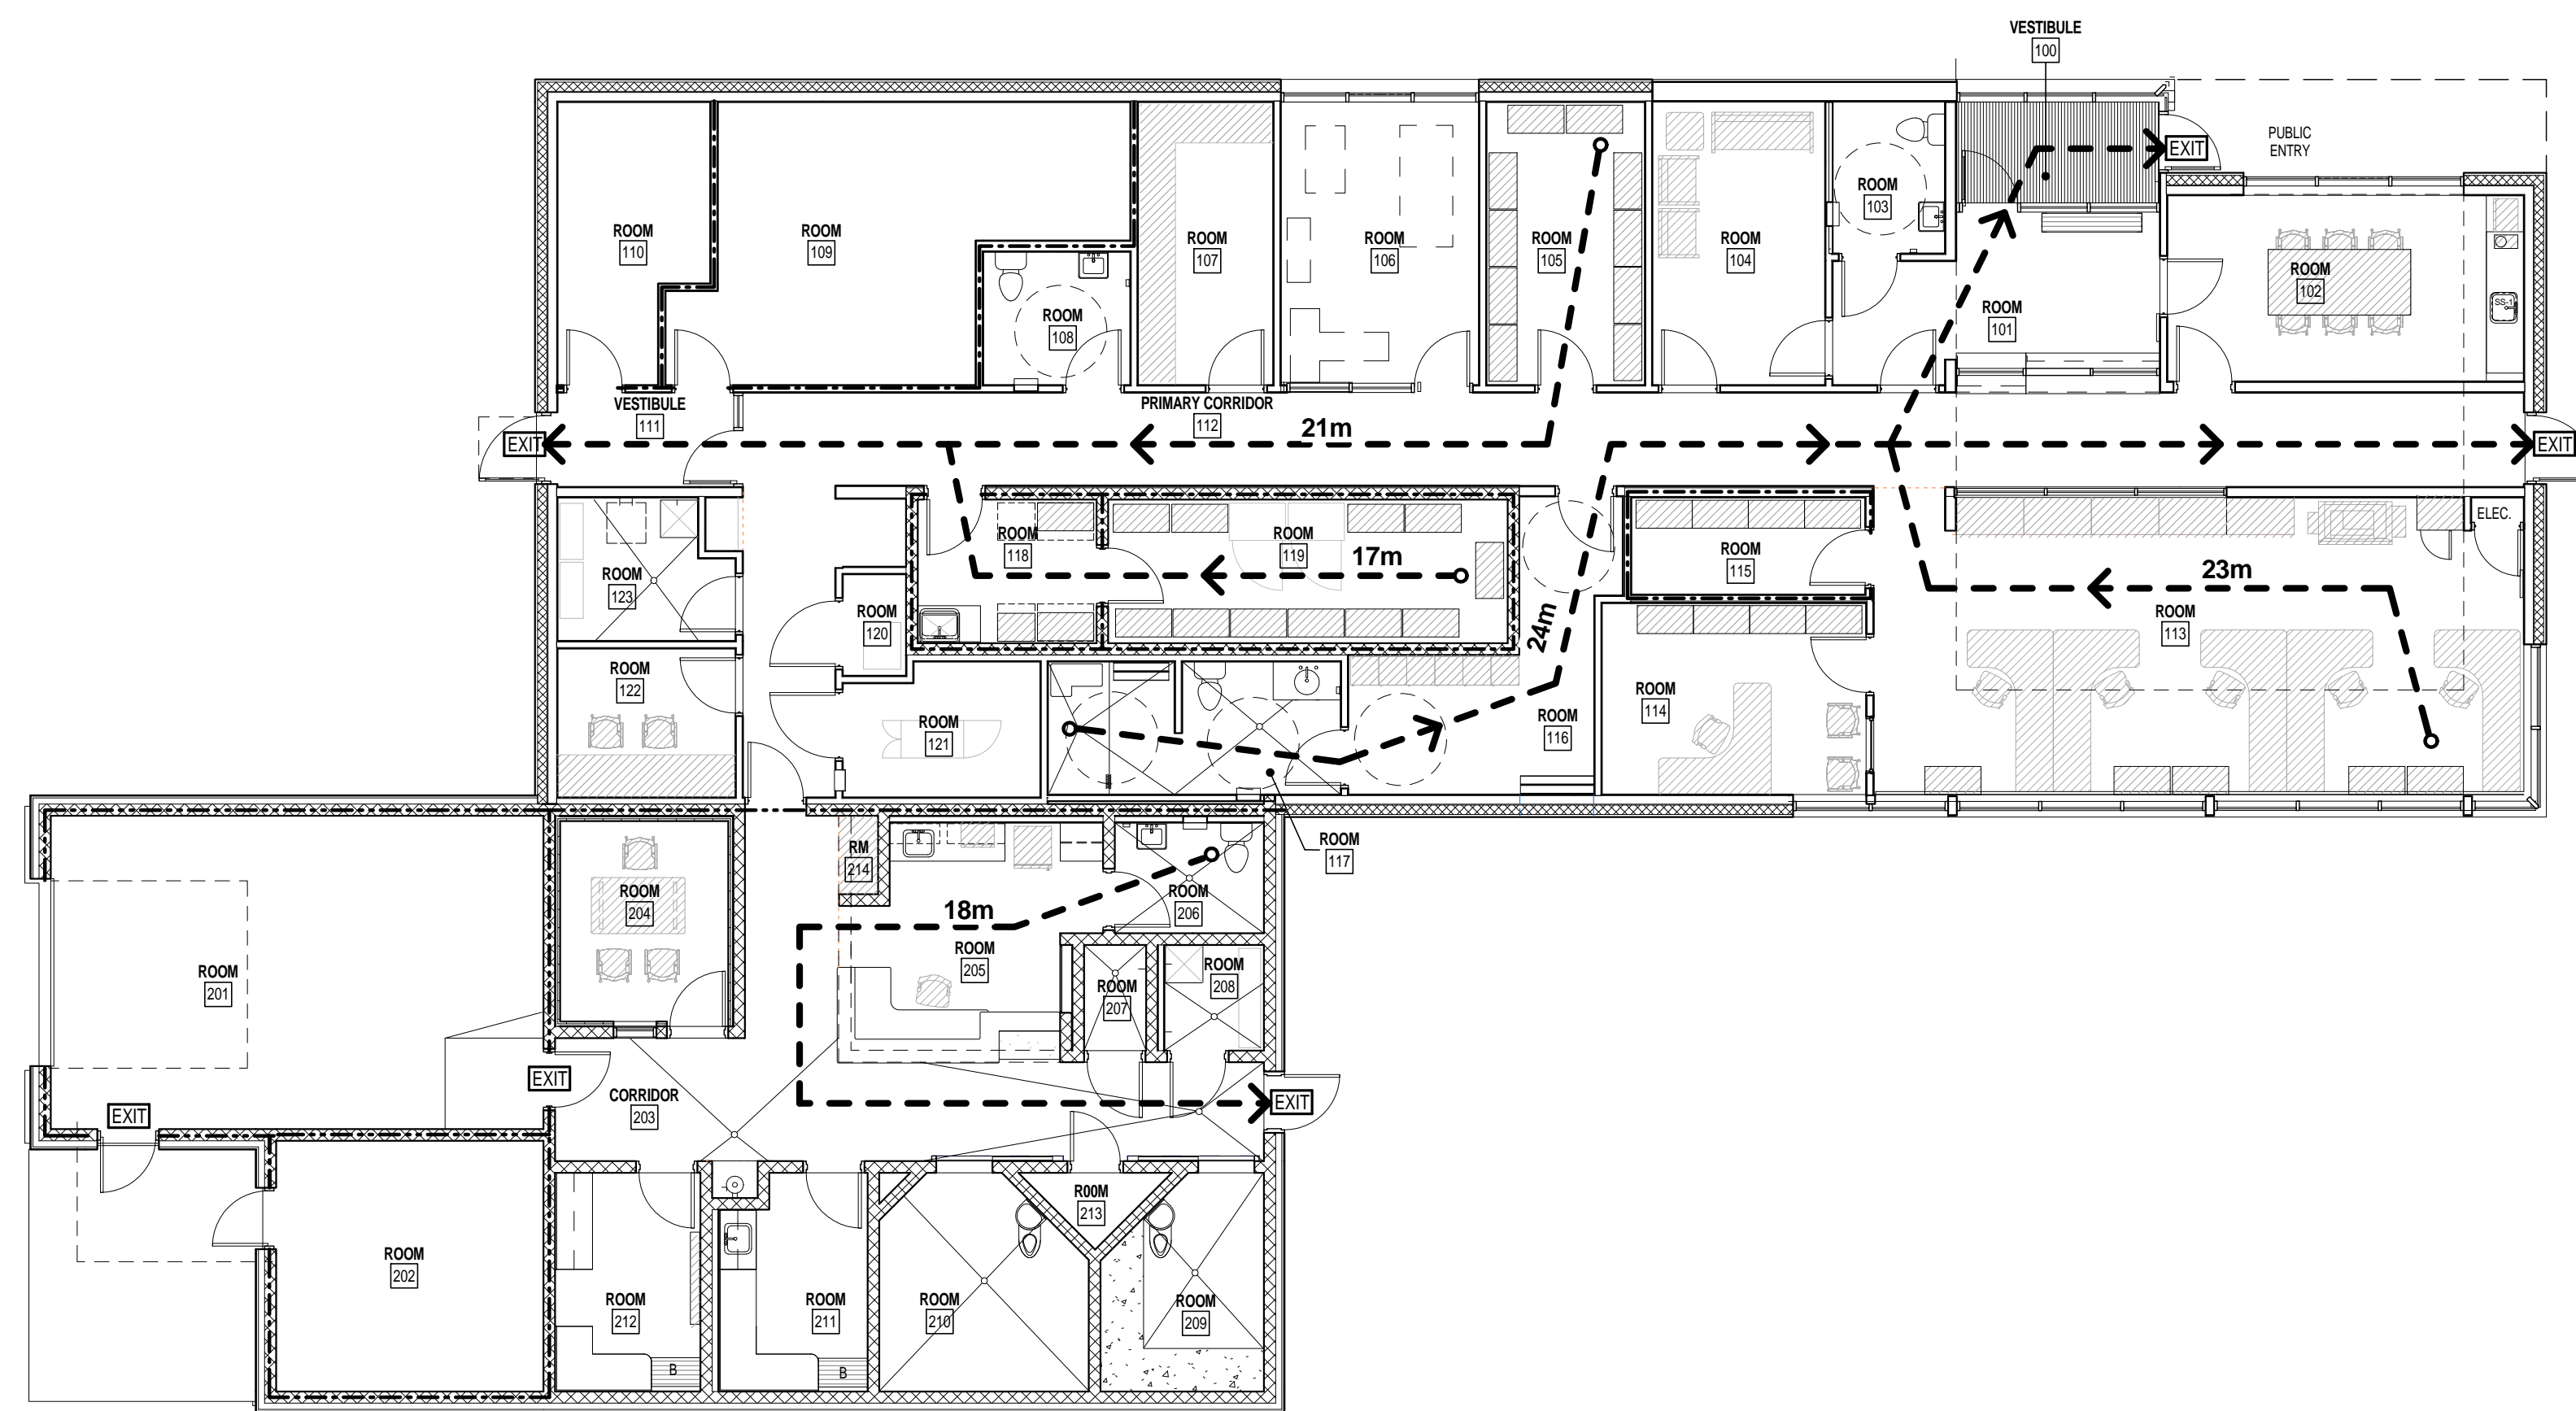 VESTIBULE
100
PUBLIC
ENTRY
EXIT
ROOM
110
ROOM
109
ROOM
108
ROOM
107
ROOM
106
ROOM
105
ROOM
104
ROOM
103
ROOM
101
ROOM
102
SS-1
VESTIBULE
111
PRIMARY CORRIDOR
112
21m
EXIT
EXIT
ROOM
123
ROOM
118
ROOM
119
17m
ROOM
115
ELEC.
23m
ROOM
113
ROOM
120
24m
ROOM
122
ROOM
121
ROOM
116
ROOM
114
ROOM
117
RM
214
ROOM
204
18m
ROOM
206
ROOM
205
ROOM
201
ROOM
207
ROOM
208
EXIT
CORRIDOR
203
EXIT
EXIT
R00M
213
ROOM
202
ROOM
212
B
ROOM
211
B
ROOM
210
ROOM
209